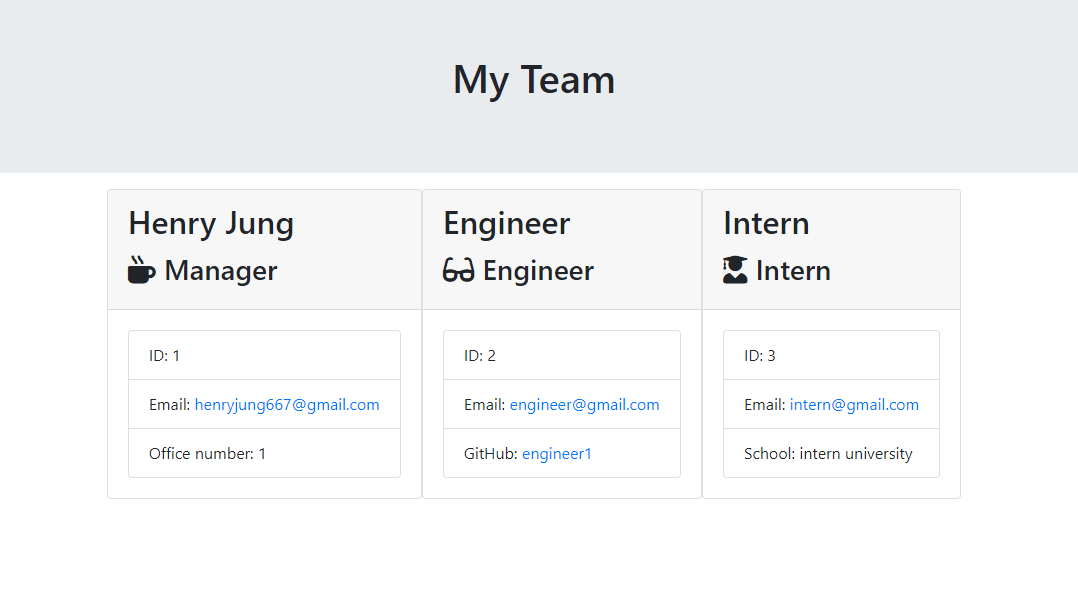 My Team
Henry Jung
Manager
ID: 1
Email: henryjung667@gmail.com
Office number: 1
Engineer
Engineer
ID: 2
Email: engineer@gmail.com
GitHub: engineer1
Intern
Intern
ID: 3
Email: intern@gmail.com
School: intern university